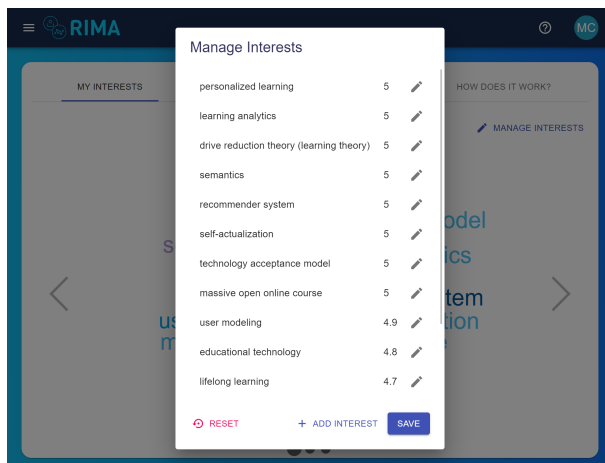 RIMA
MC
Manage Interests
MY INTERESTS
HOW DOES IT WORK?
MANAGE INTERESTS
personalized learning 5
learning analytics 5
drive reduction theory (learning theory) 5
semantics 5
recommender system 5
self-actualization 5
technology acceptance model 5
massive open online course 5
user modeling 4.9
educational technology 4.8
lifelong learning 4.7
RESET
+ ADD INTEREST
SAVE